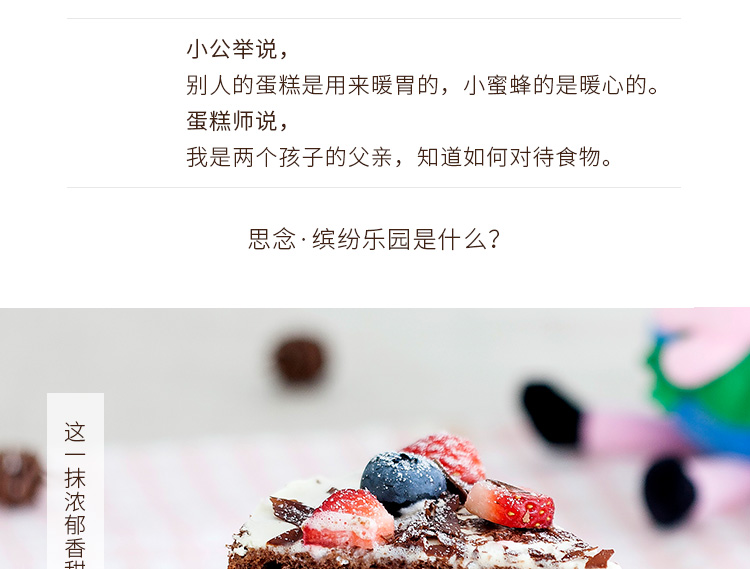 小公举说，
别人的蛋糕是用来暖胃的，小蜜蜂的是暖心的。
蛋糕师说，
我是两个孩子的父亲，知道如何对待食物。
思念·缤纷乐园是什么？
这一抹浓郁香甜